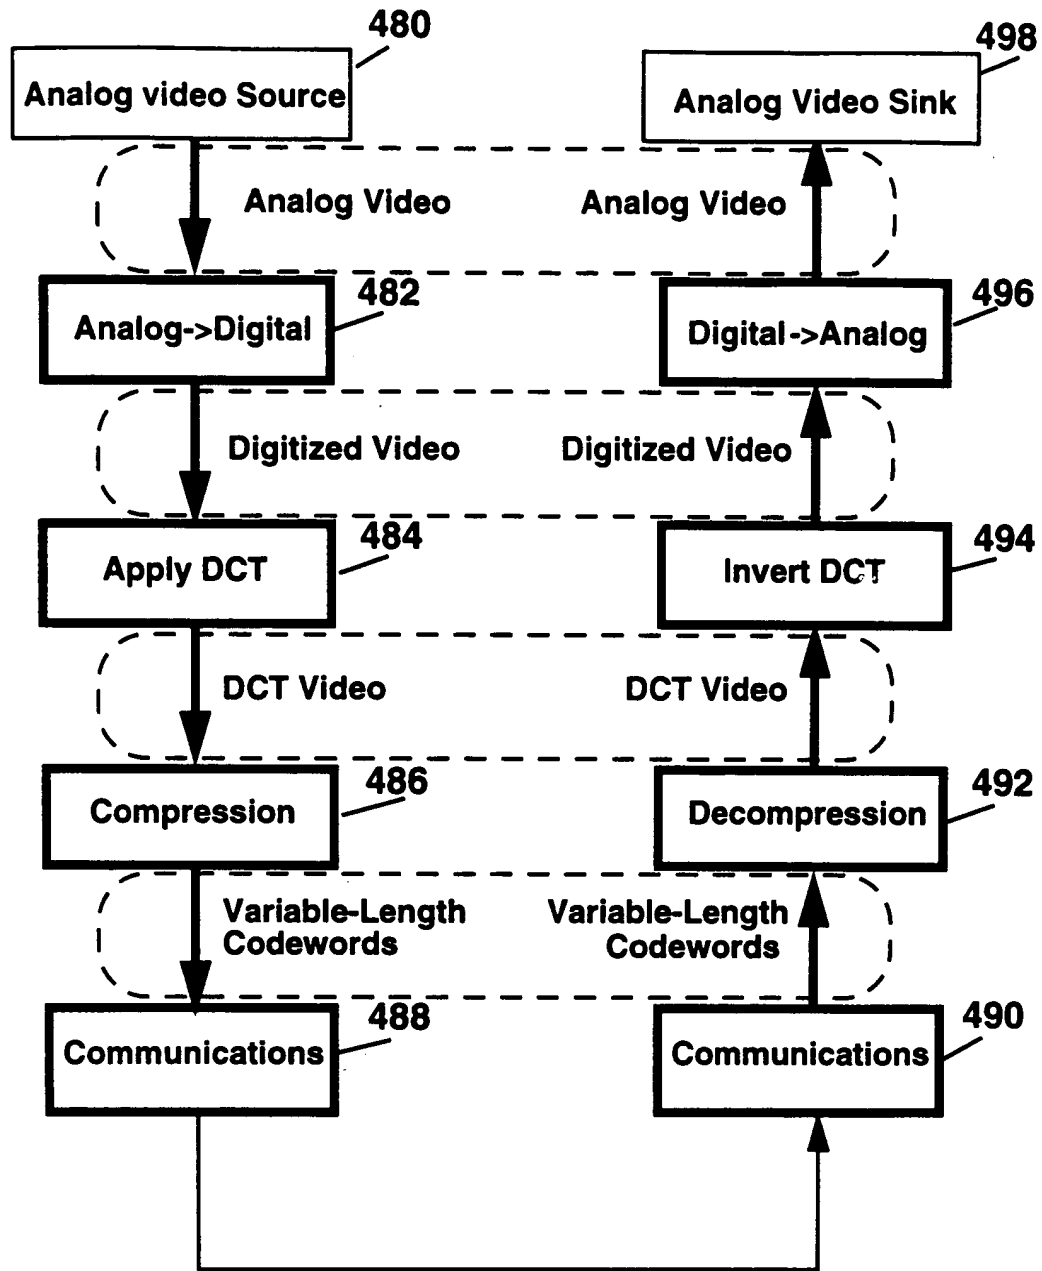 480
498
Analog video Source
Analog Video Sink
Analog Video
Analog Video
482
496
Analog->Digital
Digital->Analog
Digitized Video
Digitized Video
484
494
Apply DCT
Invert DCT
DCT Video
DCT Video
486
492
Compression
Decompression
Variable-Length
Codewords
Variable-Length
Codewords
488
490
Communications
Communications